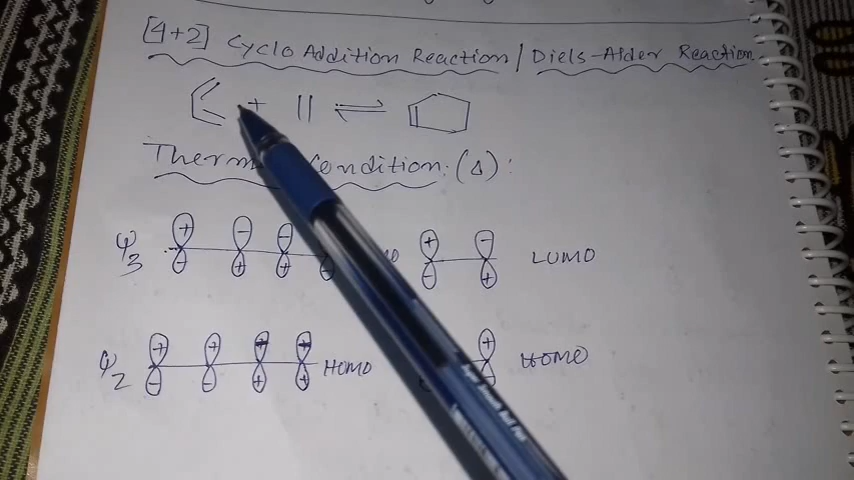 [4+2] Cyclo Addition Reaction / Diels-Alder Reaction
+ ⇌
Condition: (Δ) :
Ψ3 + - - + - LUMO
- + + - +
Ψ2 + + HOMO + HOMO
- - + + -